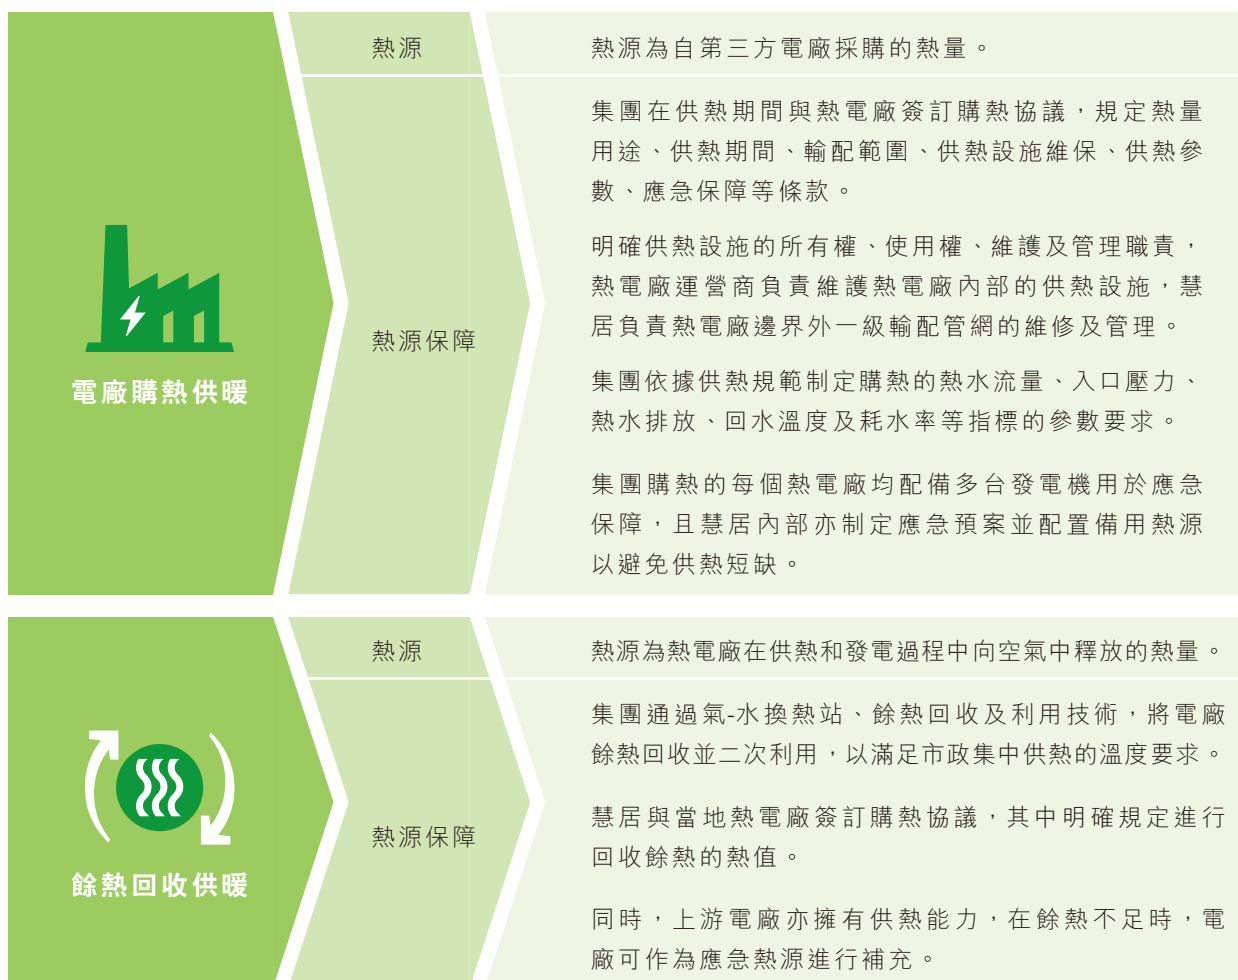 電廠購熱供暖
熱源
熱源為自第三方電廠採購的熱量。
熱源保障
集團在供熱期間與熱電廠簽訂購熱協議，規定熱量
用途、供熱期間、輸配範圍、供熱設施維保、供熱參
數、應急保障等條款。
明確供熱設施的所有權、使用權、維護及管理職責，
熱電廠運營商負責維護熱電廠內部的供熱設施，慧
居負責熱電廠邊界外一級輸配管網的維修及管理。
集團依據供熱規範制定購熱的熱水流量、入口壓力、
熱水排放、回水溫度及耗水率等指標的參數要求。
集團購熱的每個熱電廠均配備多台發電機用於應急
保障，且慧居內部亦制定應急預案並配置備用熱源
以避免供熱短缺。
餘熱回收供暖
熱源
熱源為熱電廠在供熱和發電過程中向空氣中釋放的熱量。
熱源保障
集團通過氣-水換熱站、餘熱回收及利用技術，將電廠
餘熱回收並二次利用，以滿足市政集中供熱的溫度要求。
慧居與當地熱電廠簽訂購熱協議，其中明確規定進行
回收餘熱的熱值。
同時，上游電廠亦擁有供熱能力，在餘熱不足時，電
廠可作為應急熱源進行補充。